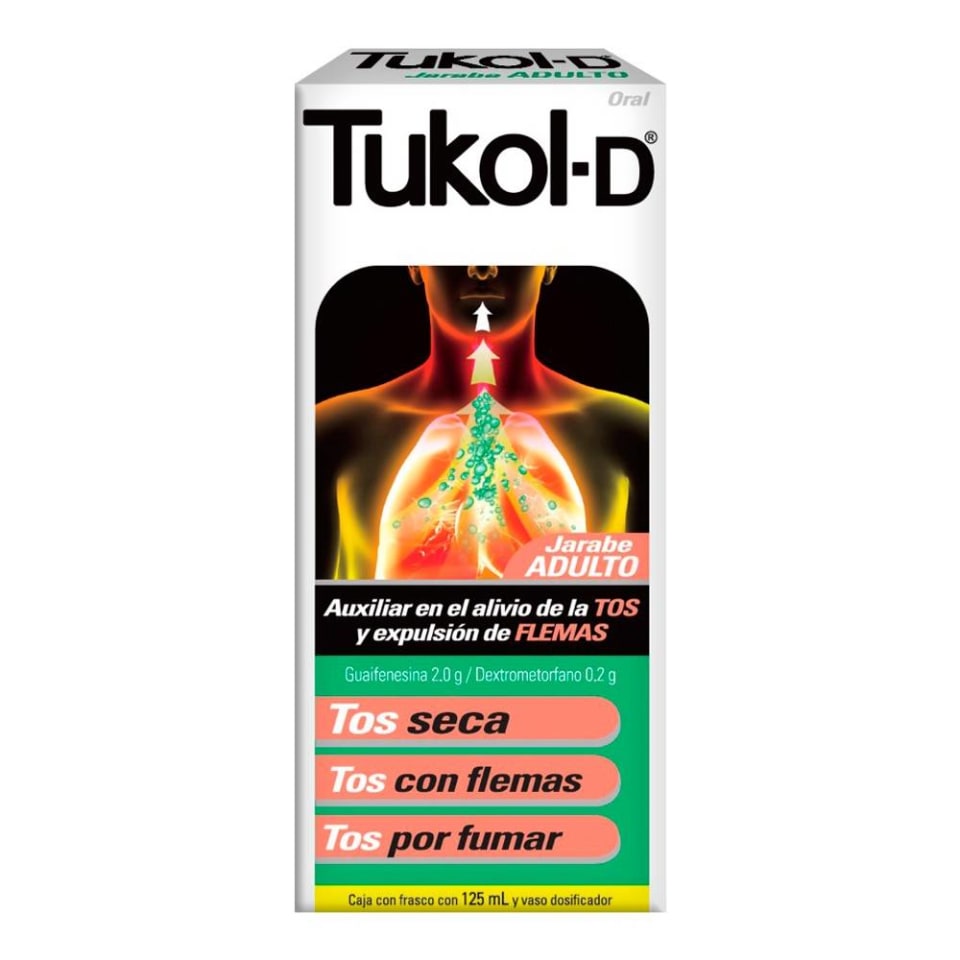 Tukol-D
Jarabe ADULTO
Oral
Tukol-D®
Jarabe
ADULTO
Auxiliar en el alivio de la TOS
y expulsión de FLEMAS
Guaifenesina 2.0 g / Dextrometorfano 0.2 g
Tos seca
Tos con flemas
Tos por fumar
Caja con frasco con 125 mL y vaso dosificador